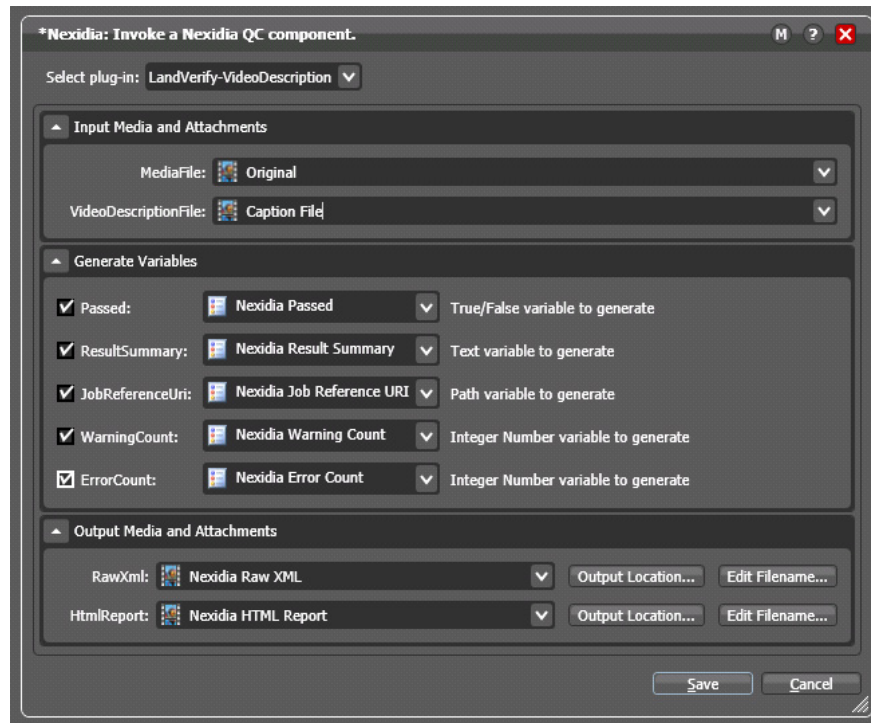 *Nexidia: Invoke a Nexidia QC component.
M ? X
Select plug-in: LandVerify-VideoDescription
Input Media and Attachments
MediaFile: Original
VideoDescriptionFile: Caption File
Generate Variables
Passed: Nexidia Passed True/False variable to generate
ResultSummary: Nexidia Result Summary Text variable to generate
JobReferenceUri: Nexidia Job Reference URI Path variable to generate
WarningCount: Nexidia Warning Count Integer Number variable to generate
ErrorCount: Nexidia Error Count Integer Number variable to generate
Output Media and Attachments
RawXml: Nexidia Raw XML Output Location... Edit Filename...
HtmlReport: Nexidia HTML Report Output Location... Edit Filename...
Save Cancel